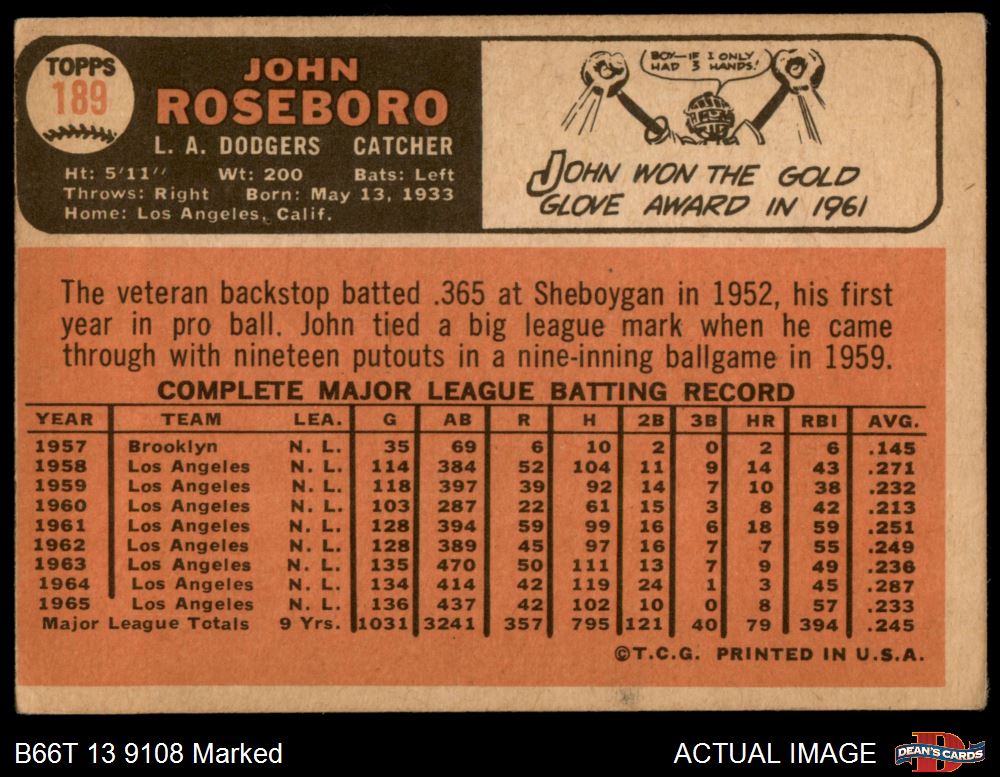 TOPPS
189
JOHN
ROSEBORO
L. A. DODGERS CATCHER
Ht: 5'11" Wt: 200 Bats: Left
Throws: Right Born: May 13, 1933
Home: Los Angeles, Calif.
BOY—IF I ONLY
HAD 3 HANDS!
JOHN WON THE GOLD
GLOVE AWARD IN 1961
The veteran backstop batted .365 at Sheboygan in 1952, his first
year in pro ball. John tied a big league mark when he came
through with nineteen putouts in a nine-inning ballgame in 1959.
COMPLETE MAJOR LEAGUE BATTING RECORD
YEAR TEAM LEA. G AB R H 2B 3B HR RBI AVG.
1957 Brooklyn N. L. 35 69 6 10 2 0 2 6 .145
1958 Los Angeles N. L. 114 384 52 104 11 9 14 43 .271
1959 Los Angeles N. L. 118 397 39 92 14 7 10 38 .232
1960 Los Angeles N. L. 103 287 22 61 15 3 8 42 .213
1961 Los Angeles N. L. 128 394 59 99 16 6 18 59 .251
1962 Los Angeles N. L. 128 389 45 97 16 7 7 55 .249
1963 Los Angeles N. L. 135 470 50 111 13 7 9 49 .236
1964 Los Angeles N. L. 134 414 42 119 24 1 3 45 .287
1965 Los Angeles N. L. 136 437 42 102 10 0 8 57 .233
Major League Totals 9 Yrs. 1031 3241 357 795 121 40 79 394 .245
©T.C.G. PRINTED IN U.S.A.
B66T 13 9108 Marked
ACTUAL IMAGE
DEAN'S CARDS